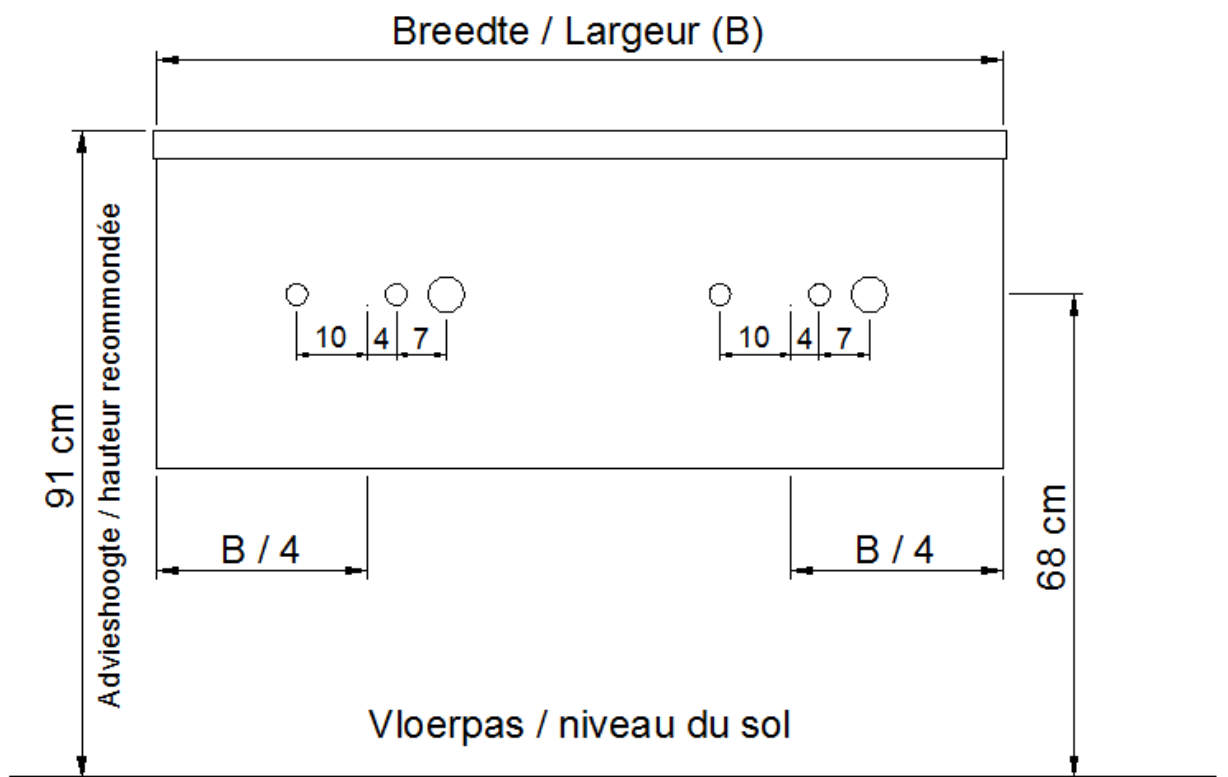 Breedte / Largeur (B)
91 cm
Advieshoogte / hauteur recommondée
10 4 7
10 4 7
68 cm
B / 4
B / 4
Vloerpas / niveau du sol